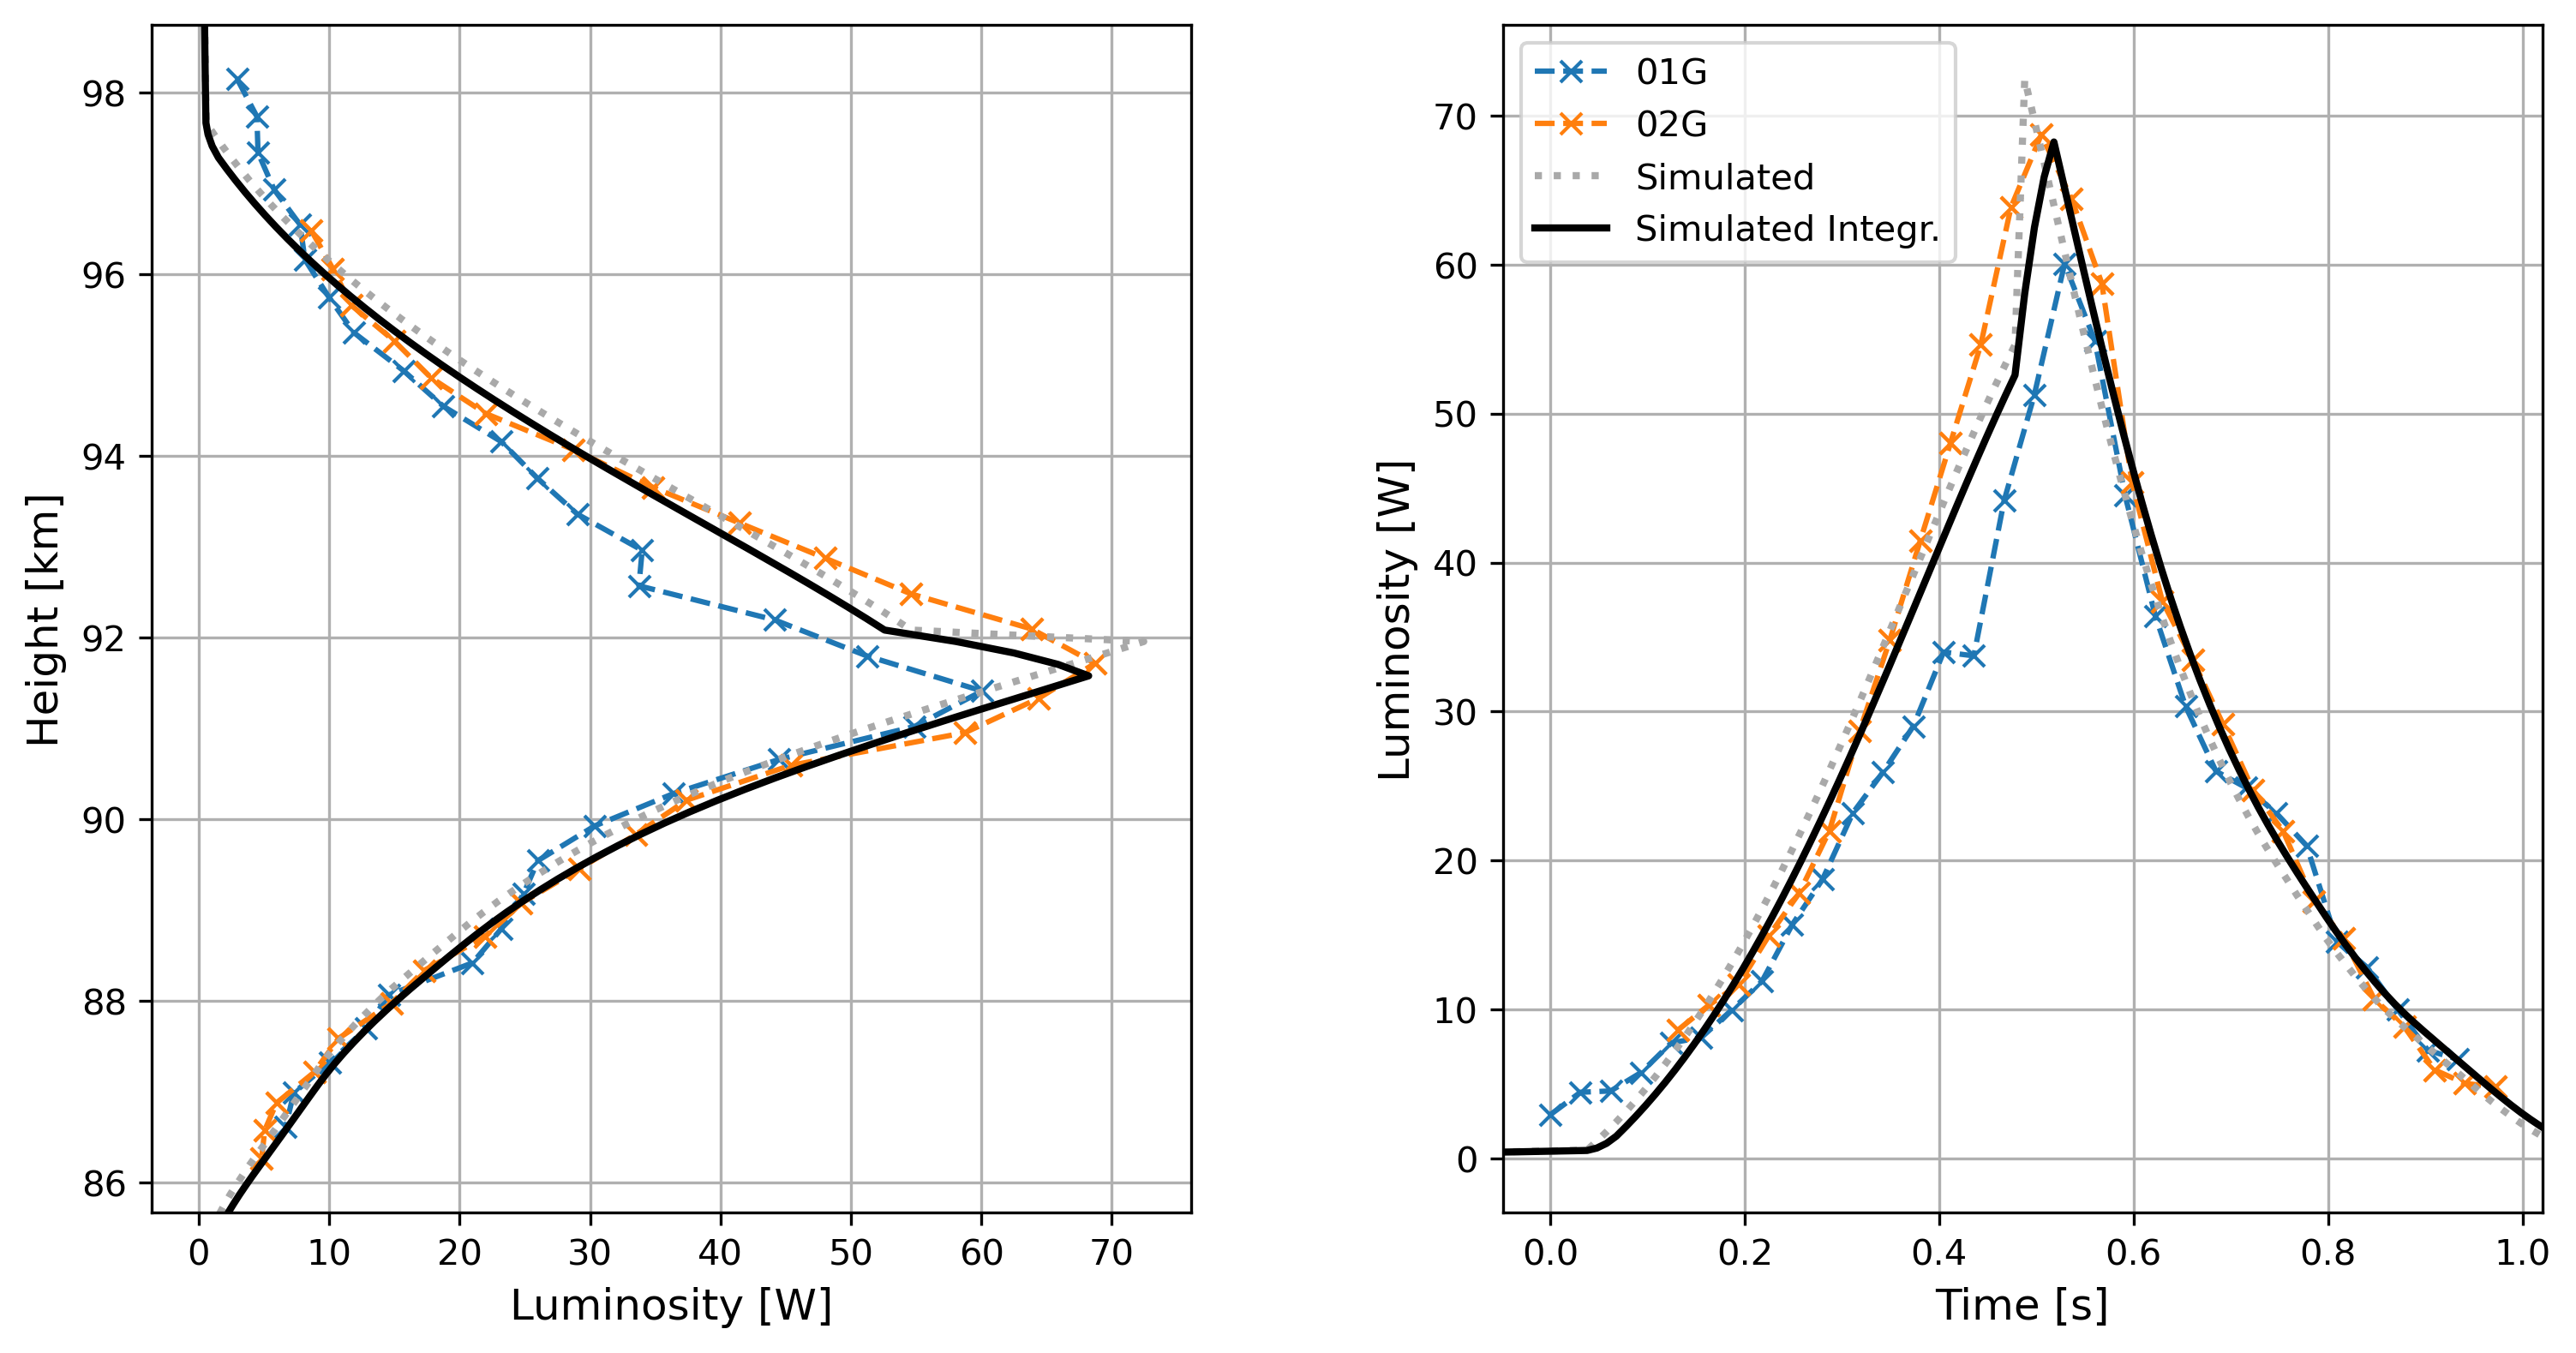 98
96
94
92
90
88
86
Height [km]
0 10 20 30 40 50 60 70
Luminosity [W]
01G
02G
Simulated
Simulated Integr.
70
60
50
40
30
20
10
0
Luminosity [W]
0.0 0.2 0.4 0.6 0.8 1.0
Time [s]